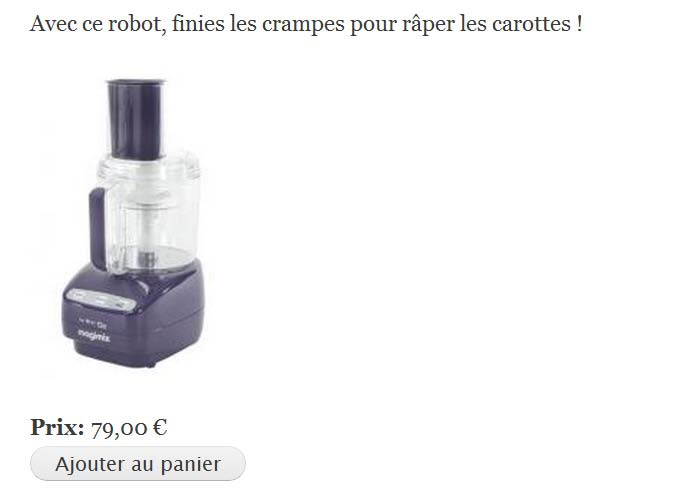 Avec ce robot, finies les crampes pour râper les carottes !
magimix
Prix: 79,00 €
Ajouter au panier